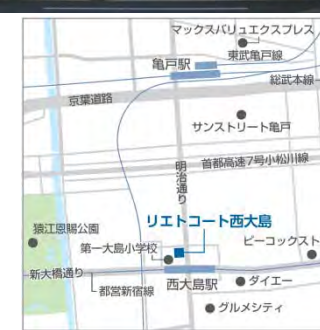 マックスバリュエクスプレス
東武亀戸線
亀戸駅
総武本線
京葉道路
サンストリート亀戸
明治通り
首都高速7号小松川線
猿江恩賜公園
リエトコート西大島
第一大島小学校
ピーコックスト
新大橋通り
都営新宿線
西大島駅
ダイエー
グルメシティ